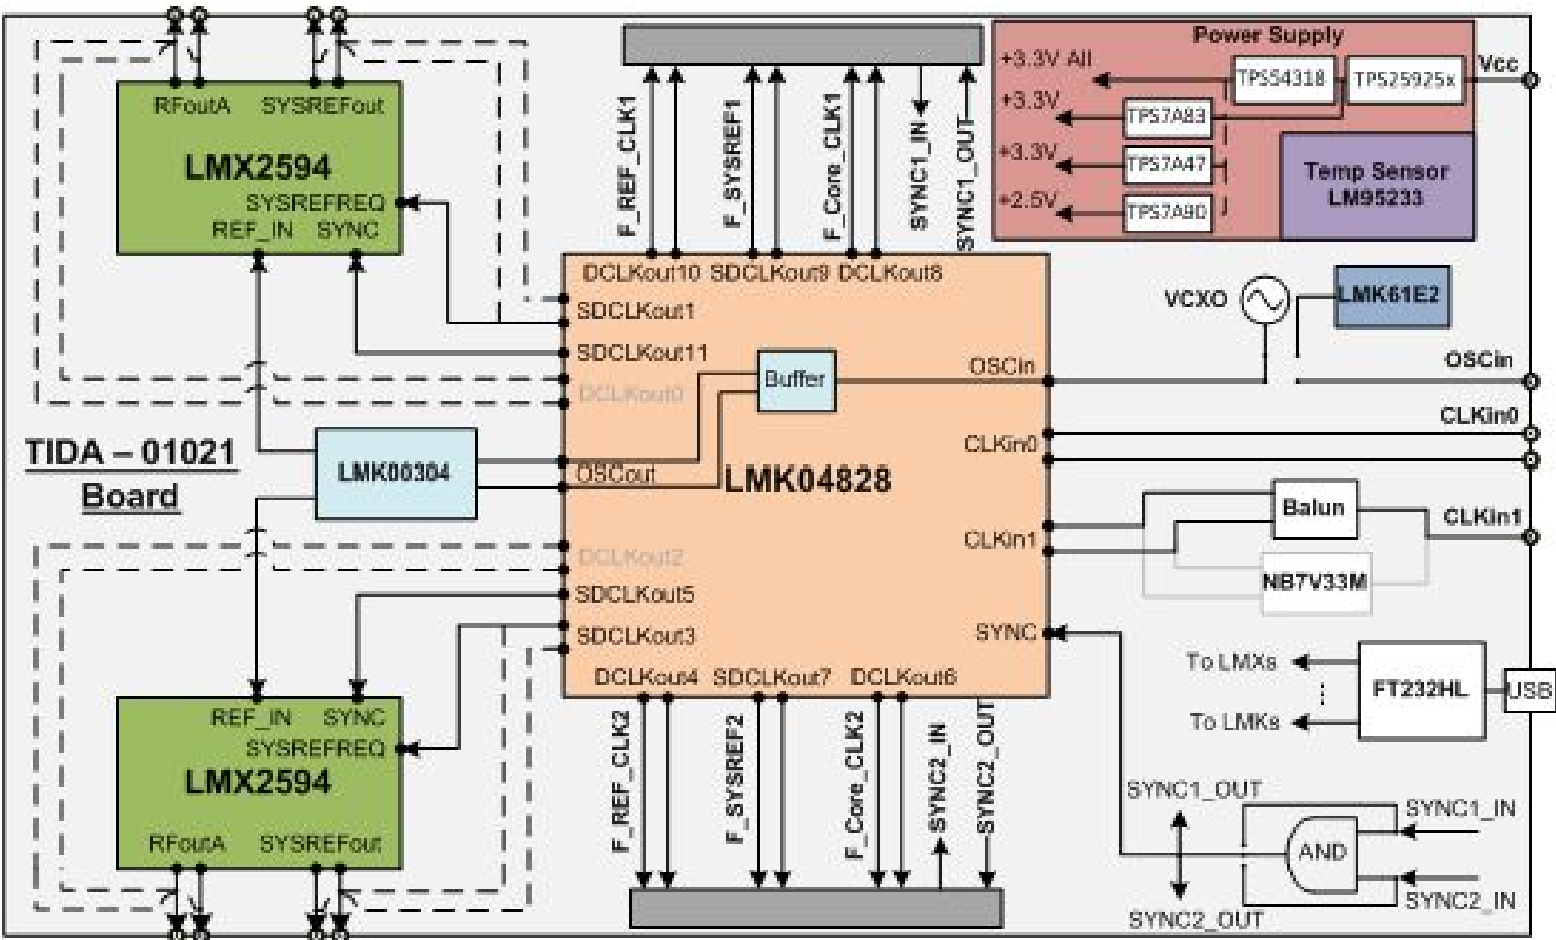 RFoutA SYSREFout
LMX2594
SYSREFREQ
REF_IN SYNC
F_REF_CLK1
F_SYSREF1
F_Core_CLK1
SYNC1_IN
SYNC1_OUT
Power Supply
+3.3V All
+3.3V
+3.3V
+2.5V
TPS54318
TPS25925x
TPS7A83
TPS7A47
TPS7A90
Vcc
Temp Sensor
LM95233
DCLKout10 SDCLKout9 DCLKout8
SDCLKout1
SDCLKout11
DCLKout0
Buffer
OSCin
VCXO
LMK61E2
OSCin
CLKin0
CLKin0
TIDA – 01021
Board
LMK00304
OSCout
LMK04828
CLKin1
Balun
CLKin1
NB7V33M
DCLKout2
SDCLKout5
SDCLKout3
SYNC
DCLKout4 SDCLKout7 DCLKout6
To LMXs
To LMKs
FT232HL
USB
REF_IN SYNC
SYSREFREQ
LMX2594
RFoutA SYSREFout
F_REF_CLK2
F_SYSREF2
F_Core_CLK2
SYNC2_IN
SYNC2_OUT
SYNC1_OUT
SYNC1_IN
AND
SYNC2_IN
SYNC2_OUT